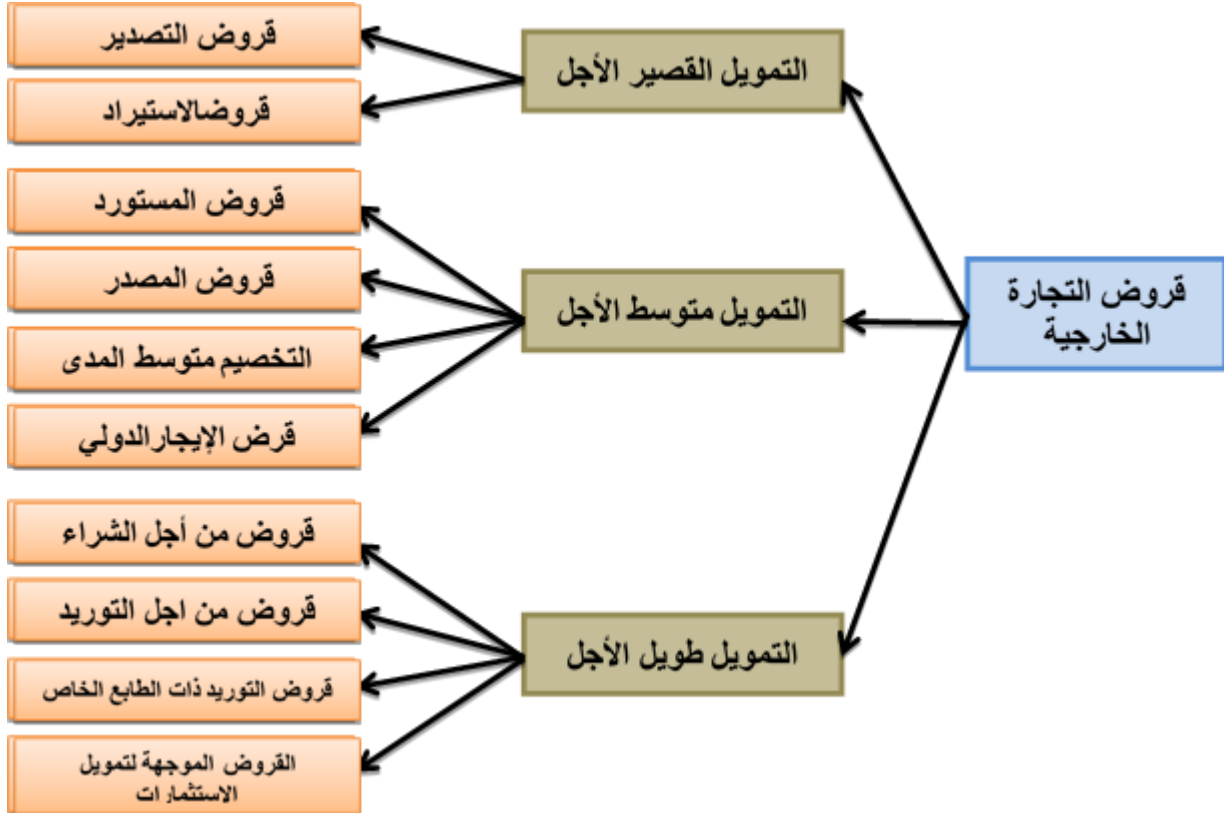 قروض التجارة
الخارجية
التمويل القصير الأجل
قروض التصدير
قروضالاستيراد
التمويل متوسط الأجل
قروض المستورد
قروض المصدر
التخصيم متوسط المدى
قرض الإيجارالدولي
التمويل طويل الأجل
قروض من أجل الشراء
قروض من اجل التوريد
قروض التوريد ذات الطابع الخاص
القروض الموجهة لتمويل
الاستثمارات